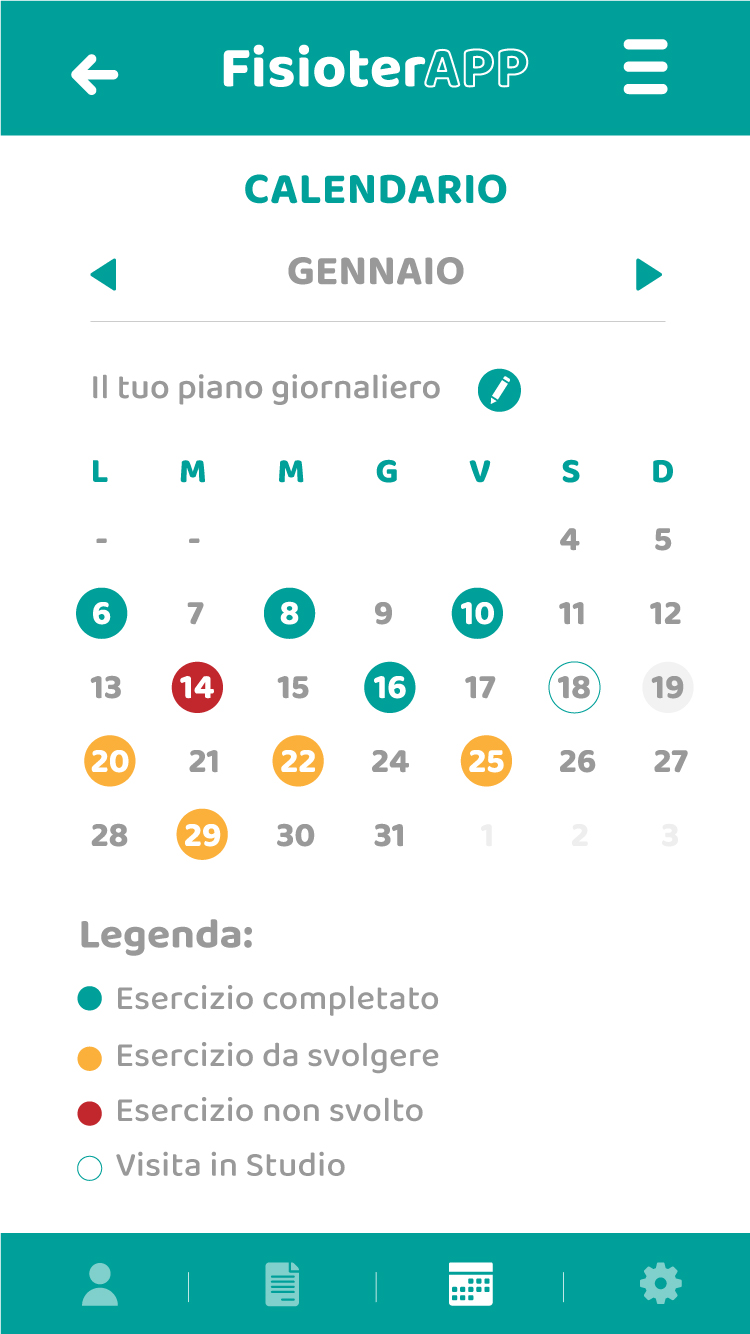 FisioterAPP
CALENDARIO
GENNAIO
Il tuo piano giornaliero
L M M G V S D
- - 4 5
6 7 8 9 10 11 12
13 14 15 16 17 18 19
20 21 22 24 25 26 27
28 29 30 31 1 2 3
Legenda:
Esercizio completato
Esercizio da svolgere
Esercizio non svolto
Visita in Studio